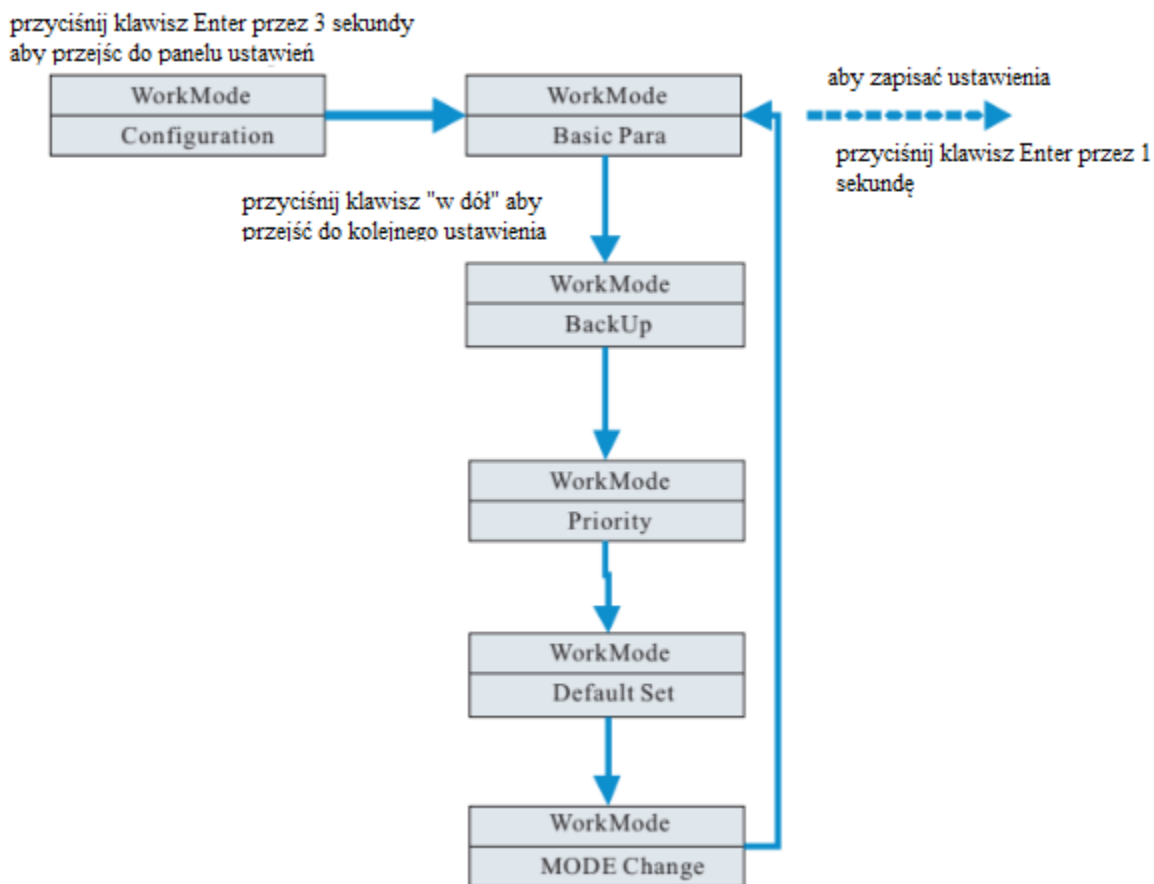 przyciśnij klawisz Enter przez 3 sekundy
aby przejśc do panelu ustawień
WorkMode
Configuration
WorkMode
Basic Para
aby zapisać ustawienia
przyciśnij klawisz Enter przez 1
sekundę
przyciśnij klawisz "w dół" aby
przejść do kolejnego ustawienia
WorkMode
BackUp
WorkMode
Priority
WorkMode
Default Set
WorkMode
MODE Change